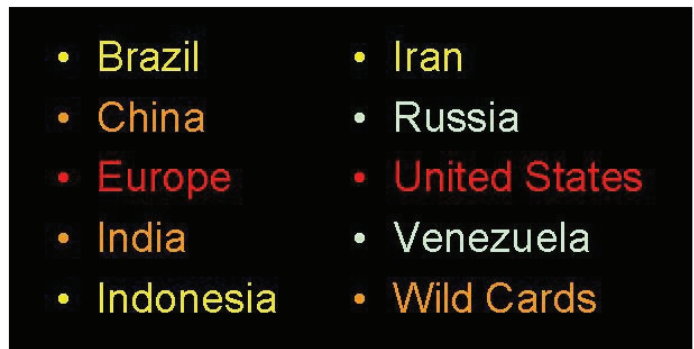 • Brazil
• China
• Europe
• India
• Indonesia
• Iran
• Russia
• United States
• Venezuela
• Wild Cards